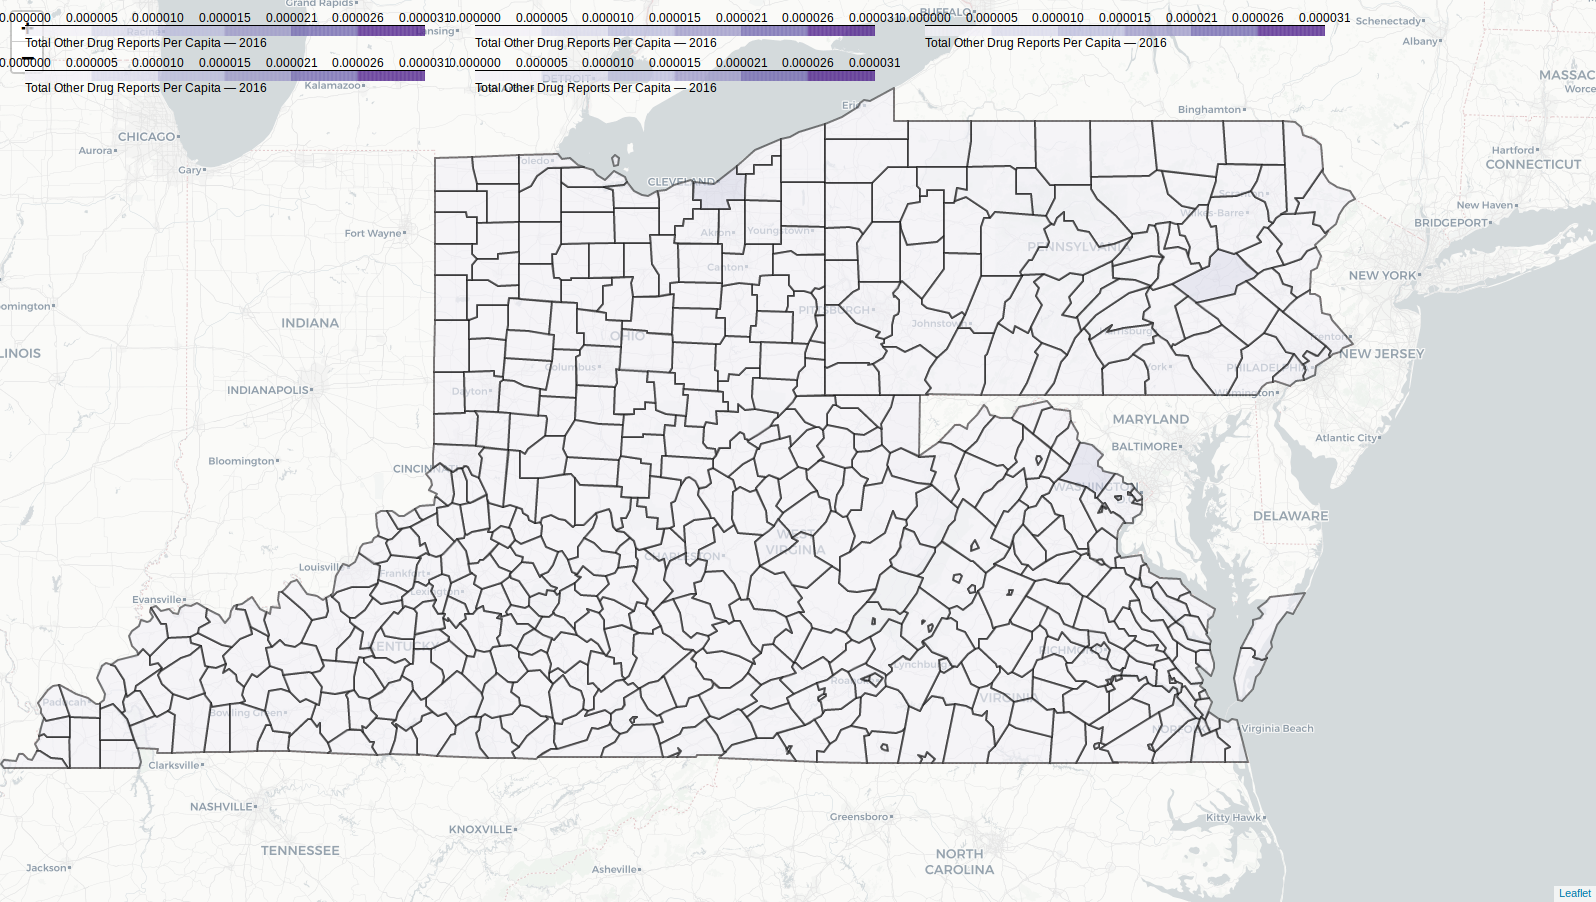 Grand Rapids
BUFFALO
0.000000 0.000005 0.000010 0.000015 0.000021 0.000026 0.000031
0.000000 0.000005 0.000010 0.000015 0.000021 0.000026 0.000031
0.000000 0.000005 0.000010 0.000015 0.000021 0.000026 0.000031
Schenectady
Racine
nsing
Total Other Drug Reports Per Capita — 2016
Total Other Drug Reports Per Capita — 2016
Total Other Drug Reports Per Capita — 2016
Albany
0.000000 0.000005 0.000010 0.000015 0.000021 0.000026 0.000031
0.000000 0.000005 0.000010 0.000015 0.000021 0.000026 0.000031
DETROIT
MASSAC
Kalamazoo
Total Other Drug Reports Per Capita — 2016
Total Other Drug Reports Per Capita — 2016
Worce
Erie
Binghamton
CHICAGO
Aurora
Hartford
Toledo
CONNECTICUT
Gary
CLEVELAND
Scranton
New Haven
Wilkes-Barre
BRIDGEPORT
Fort Wayne
Akron
Youngstown
PENNSYLVANIA
Canton
NEW YORK
oomington
PITTSBURGH
INDIANA
Johnstown
Harrisburg
OHIO
Trenton
LINOIS
NEW JERSEY
Columbus
York
PHILADELPHIA
INDIANAPOLIS
Dayton
Wilmington
MARYLAND
Atlantic City
BALTIMORE
Bloomington
CINCINNATI
WASHINGTON
DELAWARE
WEST
VIRGINIA
CHARLESTON
Louisville
Frankfort
Lexington
Evansville
KENTUCKY
RICHMOND
Lynchburg
Roanoke
VIRGINIA
Paducah
Bowling Green
NORFOLK
Virginia Beach
Clarksville
NASHVILLE
Greensboro
Kitty Hawk
KNOXVILLE
TENNESSEE
NORTH
CAROLINA
Jackson
Asheville
Leaflet